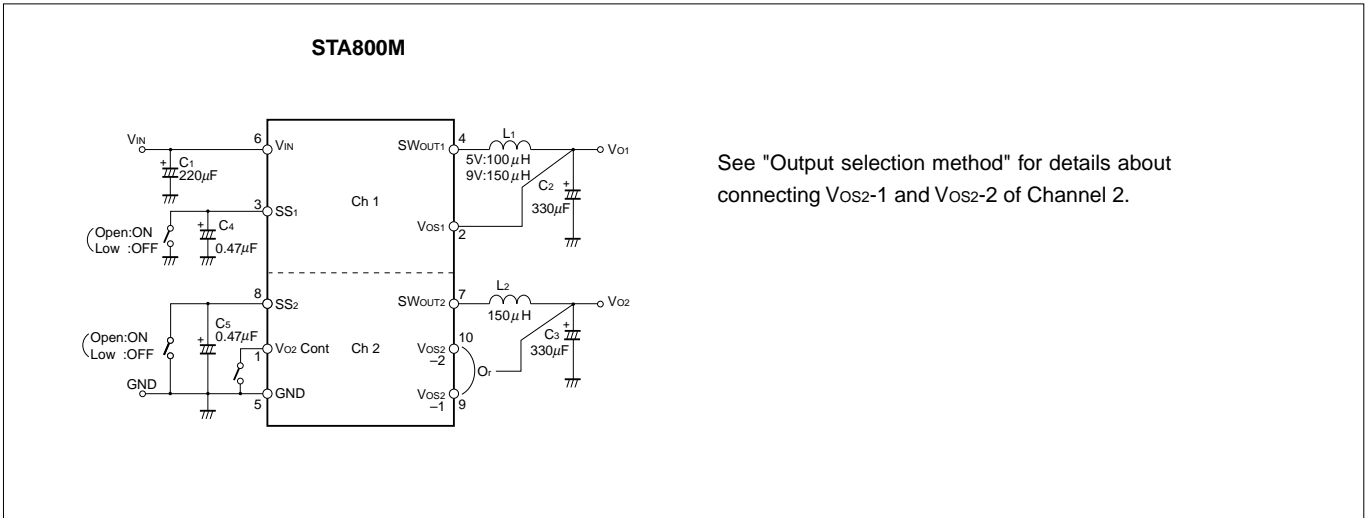 STA800M
VIN
6
VIN
+
C1
220μF
3
SS1
Open:ON
Low :OFF
+
C4
0.47μF
Ch 1
SWOUT1
4
L1
5V:100μH
9V:150μH
VO1
C2
+
330μF
VOS1
2
8
SS2
Open:ON
Low :OFF
C5
+
0.47μF
1
VO2 Cont
Ch 2
GND
5
GND
SWOUT2
7
L2
150μH
VO2
C3
+
330μF
10
VOS2
–2
Or
VOS2
–1
9
See "Output selection method" for details about
connecting VOS2-1 and VOS2-2 of Channel 2.